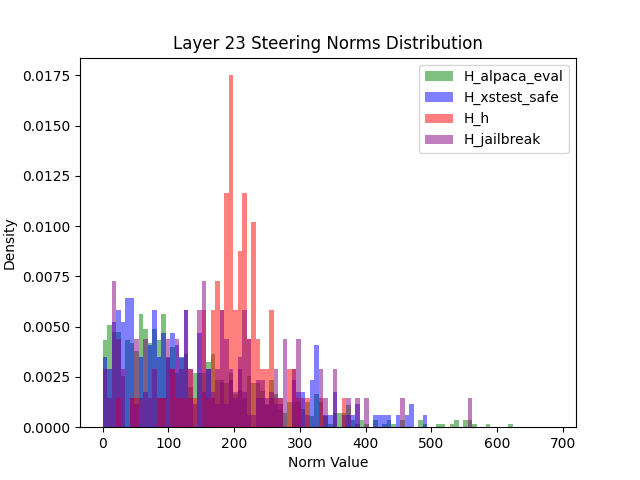 Layer 23 Steering Norms Distribution
H_alpaca_eval
H_xstest_safe
H_h
H_jailbreak
Density
0.0175
0.0150
0.0125
0.0100
0.0075
0.0050
0.0025
0.0000
0 100 200 300 400 500 600 700
Norm Value